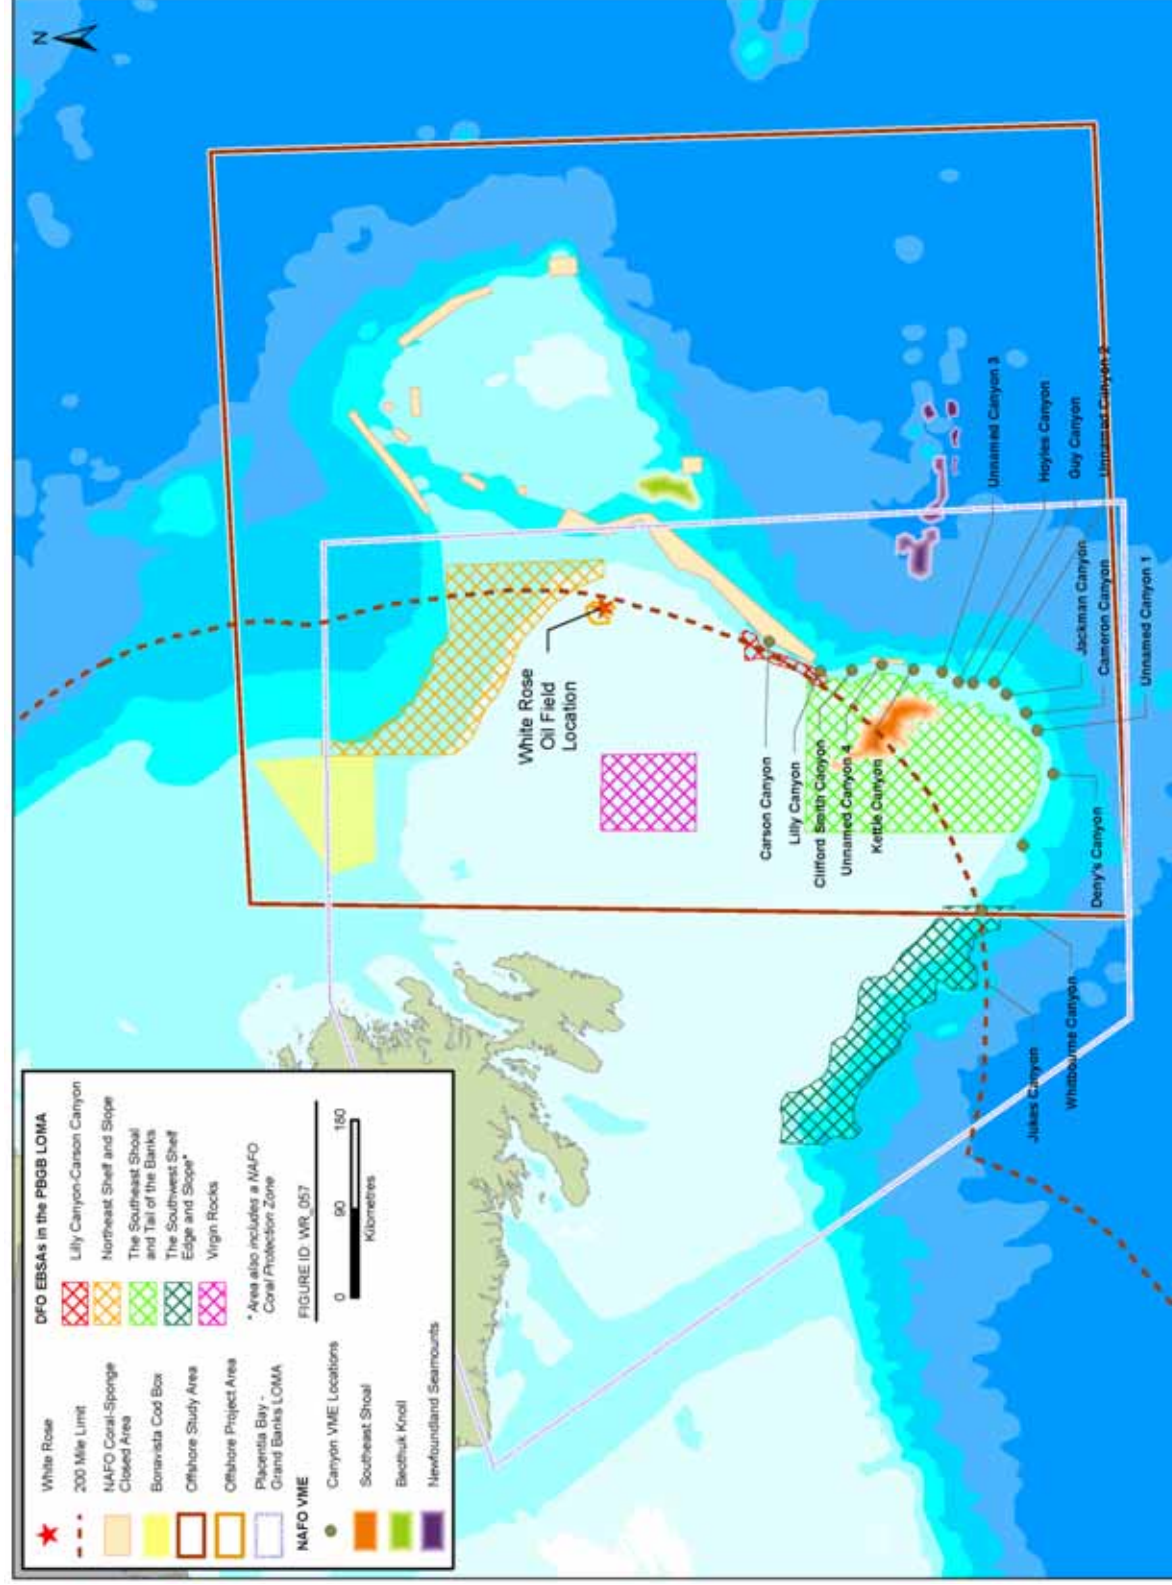 N
White Rose
200 Mile Limit
NAFO Coral-Sponge
Closed Area
Bonavista Cod Box
Offshore Study Area
Offshore Project Area
Placentia Bay -
Grand Banks LOMA
NAFO VME
Canyon VME Locations
Southeast Shoal
Beothuk Knoll
Newfoundland Seamounts
DFO EBSAs in the PBGB LOMA
Lilly Canyon-Carson Canyon
Northeast Shelf and Slope
The Southeast Shoal
and Tail of the Banks
The Southwest Shelf
Edge and Slope*
Virgin Rocks
* Area also includes a NAFO
Coral Protection Zone
FIGURE ID: WR_057
0 90 180
Kilometres
White Rose
Oil Field
Location
Carson Canyon
Lilly Canyon
Clifford Smith Canyon
Unnamed Canyon 4
Kettle Canyon
Unnamed Canyon 3
Hoyles Canyon
Guy Canyon
Unnamed Canyon 2
Jackman Canyon
Cameron Canyon
Unnamed Canyon 1
Deny's Canyon
Whitbourne Canyon
Jukes Canyon